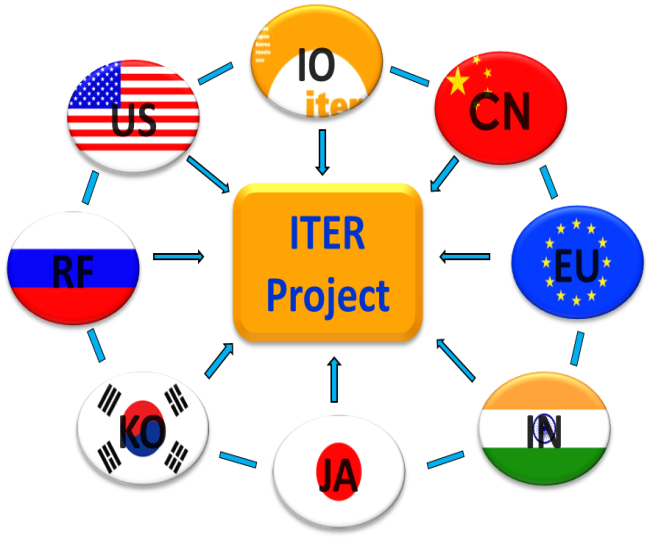 IO
iter
US
CN
ITER
Project
RF
EU
KO
IN
JA